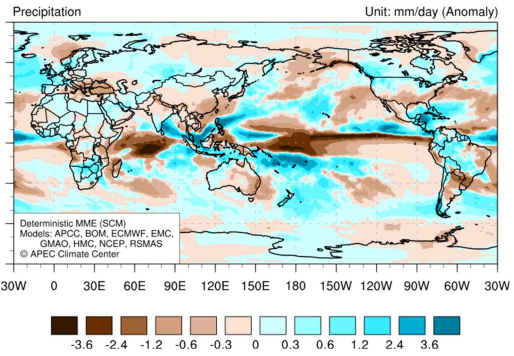 Precipitation
Unit: mm/day (Anomaly)
Deterministic MME (SCM)
Models: APCC, BOM, ECMWF, EMC,
GMAO, HMC, NCEP, RSMAS
© APEC Climate Center
30W 0 30E 60E 90E 120E 150E 180 150W 120W 90W 60W 30W
-3.6 -2.4 -1.2 -0.6 -0.3 0 0.3 0.6 1.2 2.4 3.6